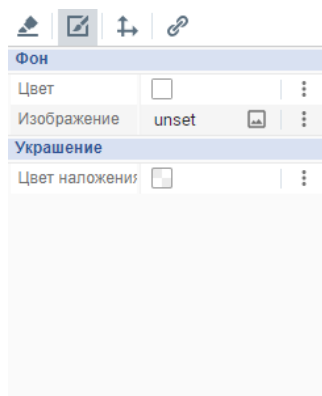 Фон
Цвет
Изображение unset
Украшение
Цвет наложения